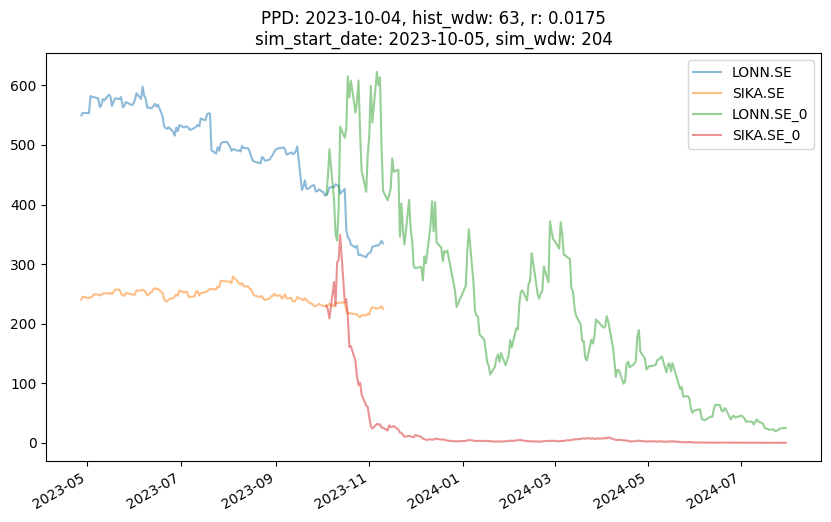 PPD: 2023-10-04, hist_wdw: 63, r: 0.0175
sim_start_date: 2023-10-05, sim_wdw: 204
LONN.SE
SIKA.SE
LONN.SE_0
SIKA.SE_0
600
500
400
300
200
100
0
2023-05
2023-07
2023-09
2023-11
2024-01
2024-03
2024-05
2024-07